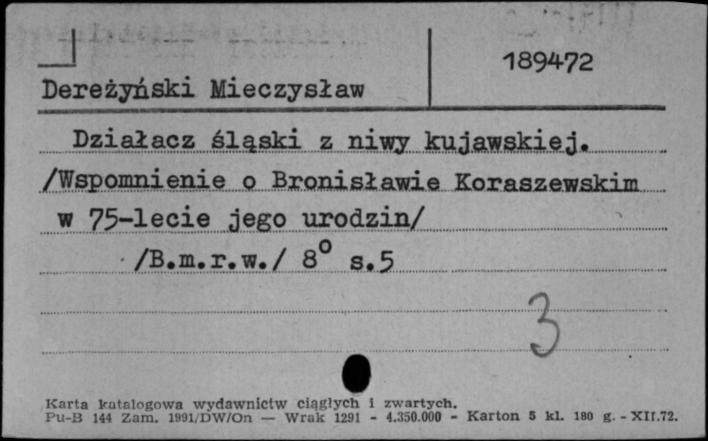 189472
Dereżyński Mieczysław
Działacz śląski z niwy kujawskiej.
/Wspomnienie o Bronisławie Koraszewskim
w 75-lecie jego urodzin/
/B.m.r.w./ 8° s.5
3
Karta katalogowa wydawnictw ciągłych i zwartych.
Pu-B 144 Zam. 1991/DW/On — Wrak 1291 - 4.350.000 - Karton 5 kl. 180 g. - XII.72.